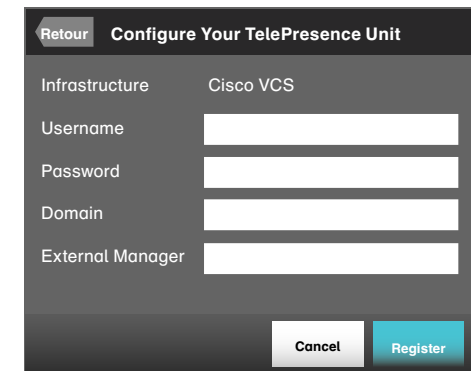 Retour Configure Your TelePresence Unit
Infrastructure Cisco VCS
Username
Password
Domain
External Manager
Cancel Register